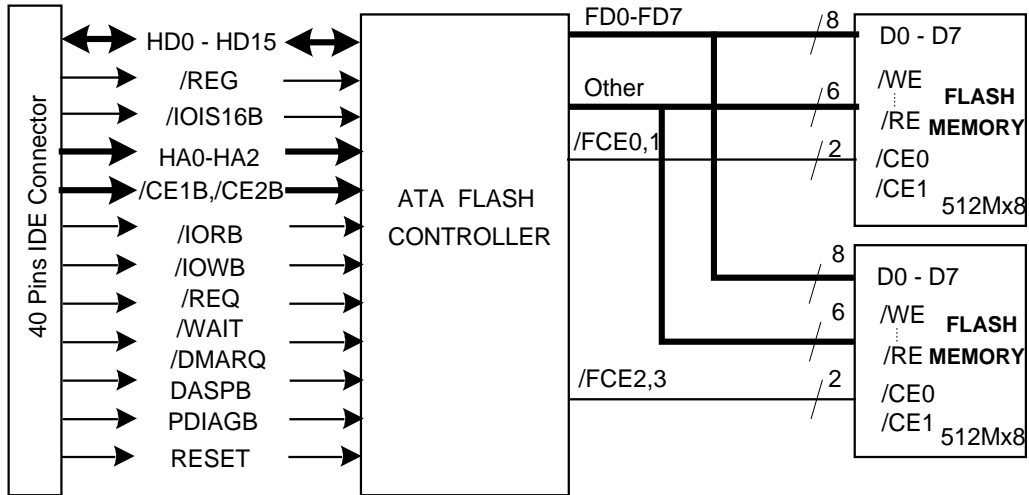 40 Pins IDE Connector
HD0 - HD15
/REG
/IOIS16B
HA0-HA2
/CE1B,/CE2B
/IORB
/IOWB
/REQ
/WAIT
/DMARQ
DASPB
PDIAGB
RESET
ATA FLASH
CONTROLLER
FD0-FD7
8
Other
6
/FCE0,1
2
D0 - D7
/WE
FLASH
/RE MEMORY
/CE0
/CE1
512Mx8
8
6
/FCE2,3
2
D0 - D7
/WE
FLASH
/RE MEMORY
/CE0
/CE1
512Mx8